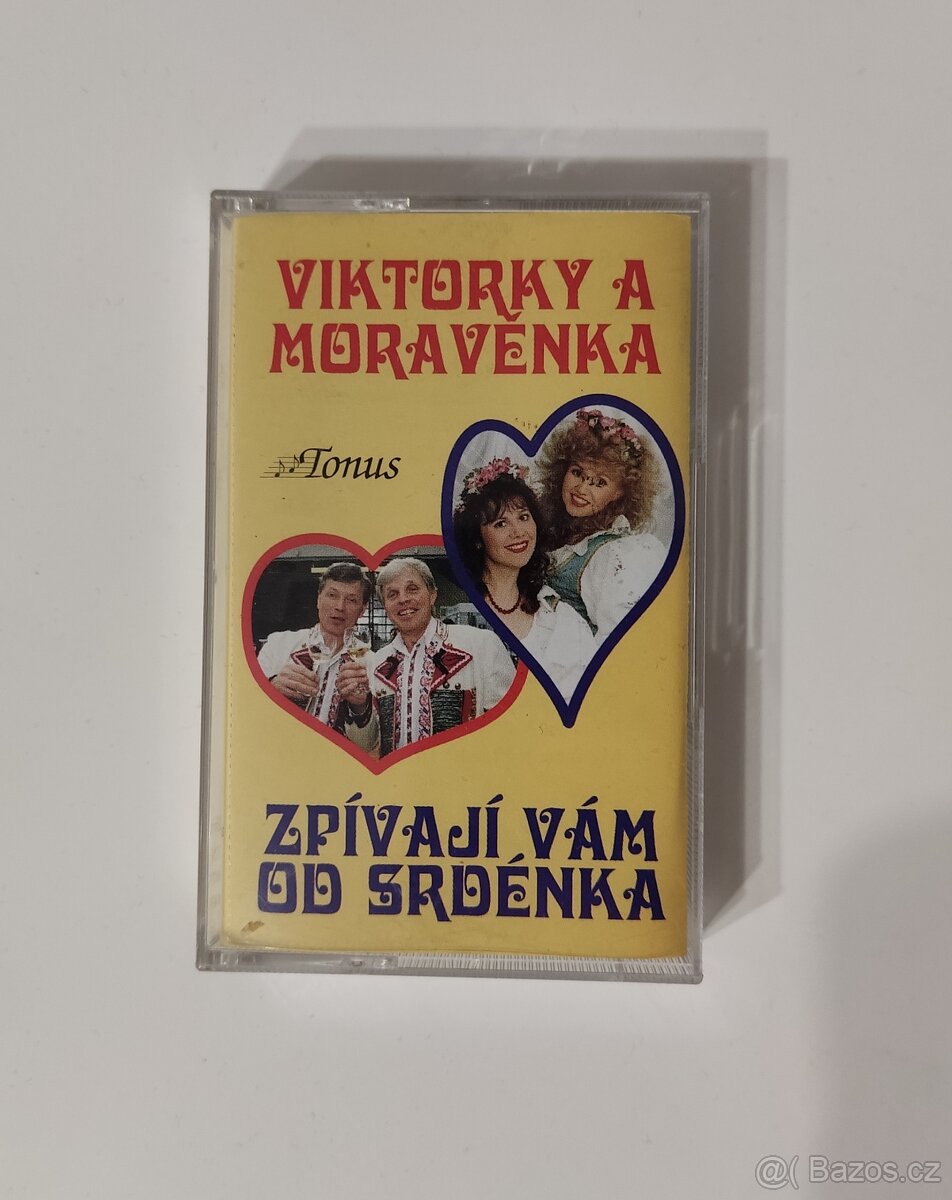 VIKTORKY A
MORAVĚNKA
Tonus
ZPÍVAJÍ VÁM
OD SRDÉNKA
@( Bazos.cz